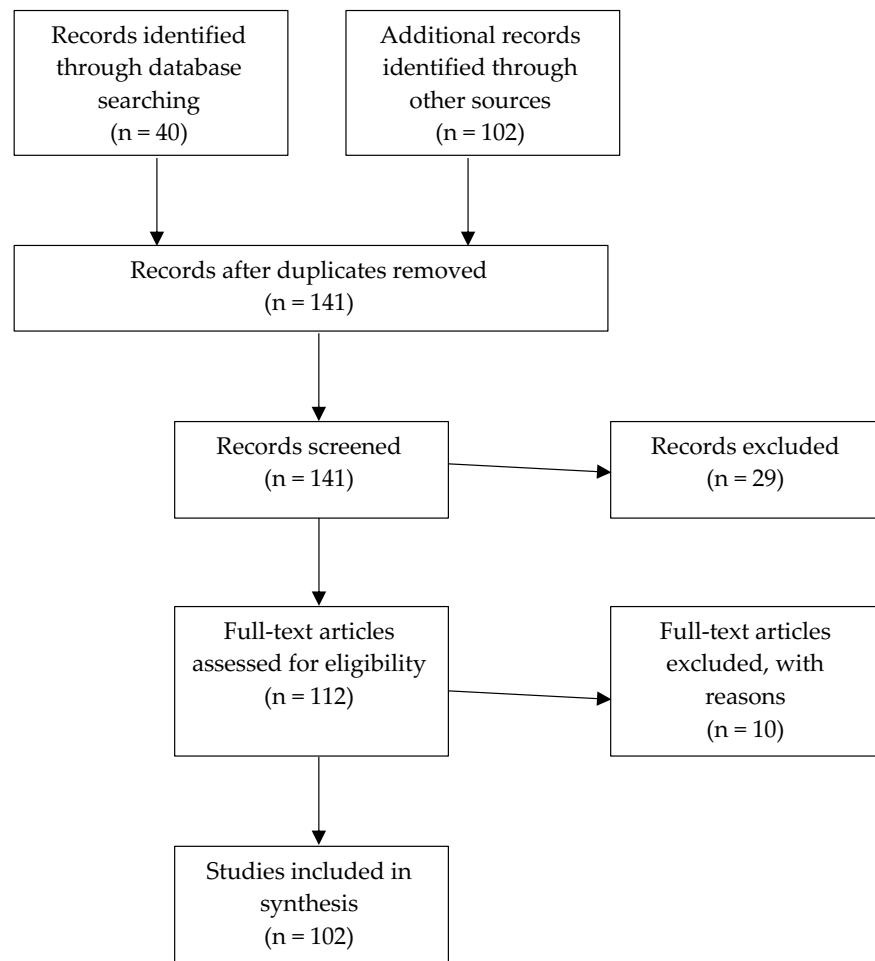 Records identified
through database
searching
(n = 40)
Additional records
identified through
other sources
(n = 102)
Records after duplicates removed
(n = 141)
Records screened
(n = 141)
Records excluded
(n = 29)
Full-text articles
assessed for eligibility
(n = 112)
Full-text articles
excluded, with
reasons
(n = 10)
Studies included in
synthesis
(n = 102)